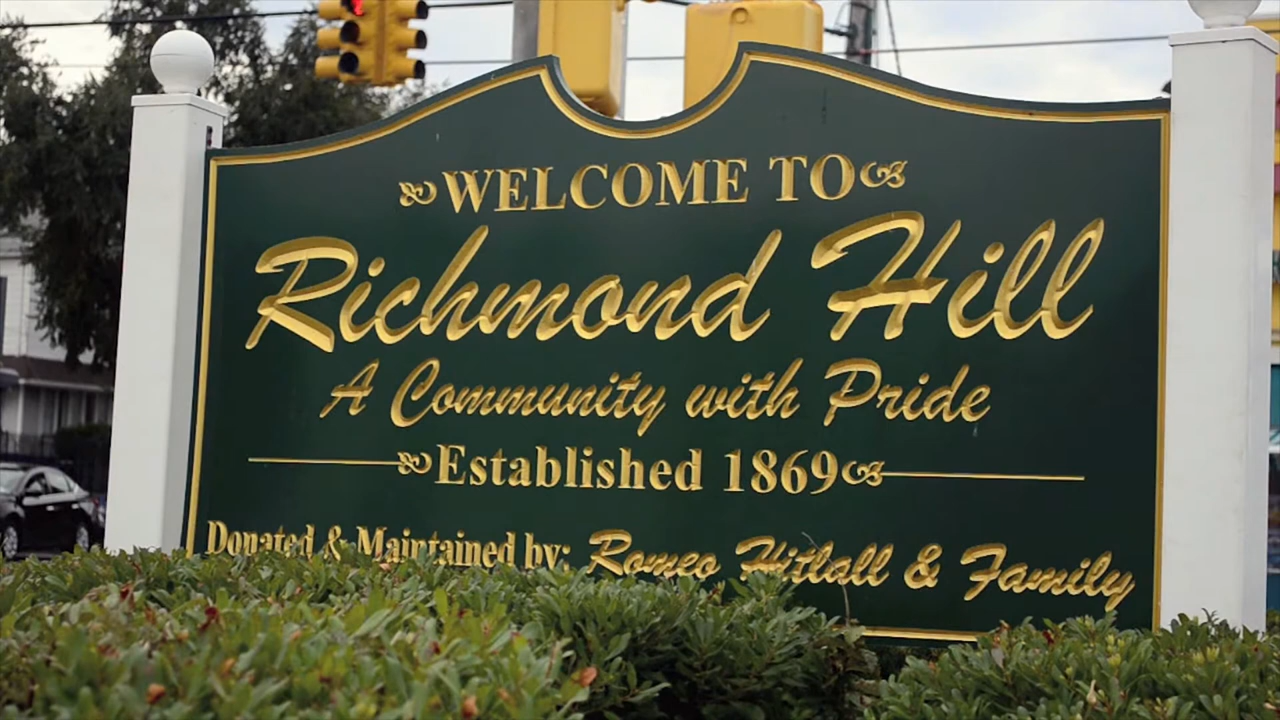 WELCOME TO
Richmond Hill
A Community with Pride
Established 1869
Donated & Maintained by: Romeo Hitlall & Family